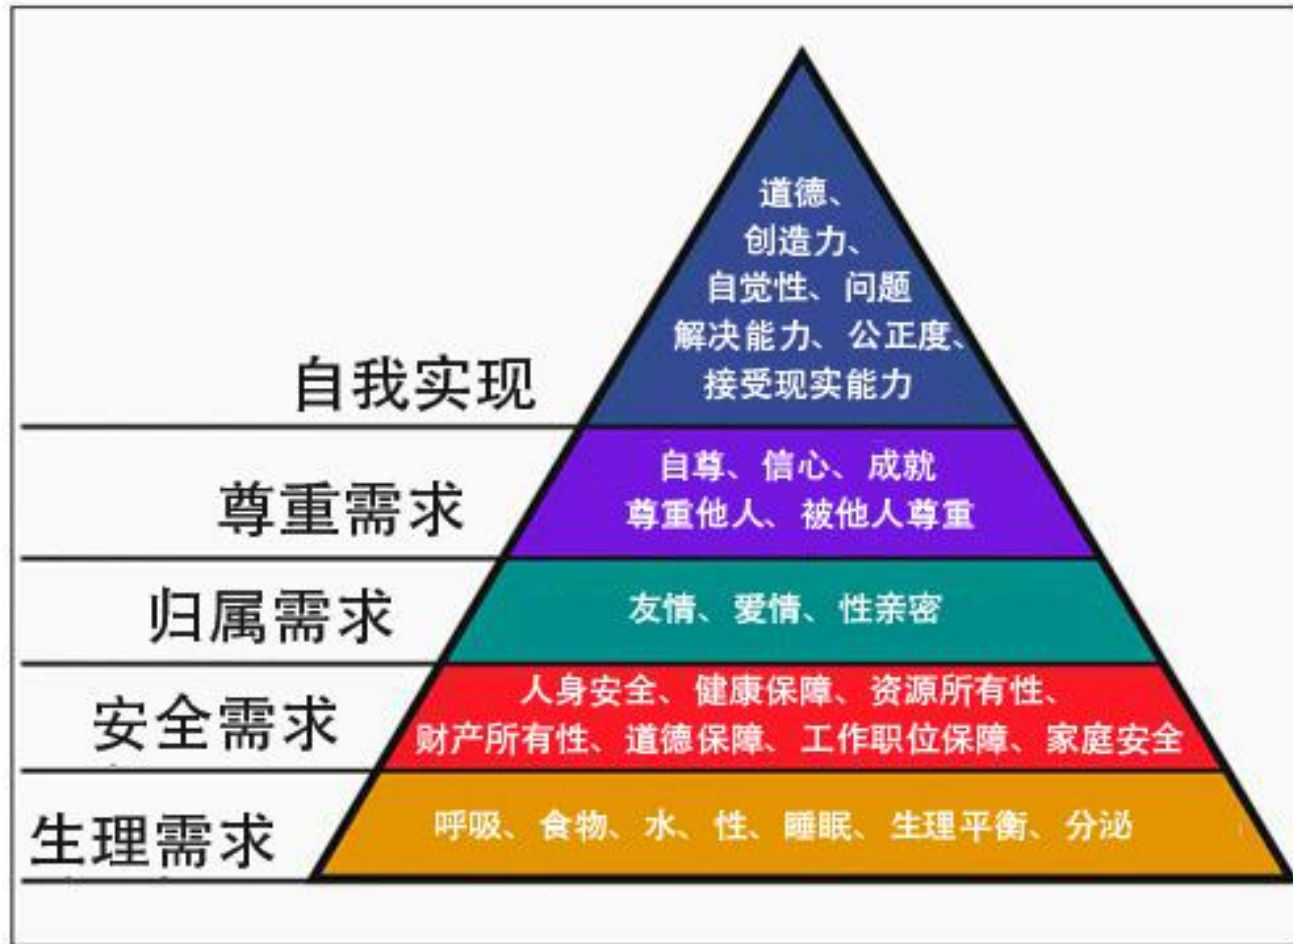 道德、
创造力、
自觉性、问题
解决能力、公正度、
接受现实能力
自我实现
自尊、信心、成就
尊重他人、被他人尊重
尊重需求
友情、爱情、性亲密
归属需求
人身安全、健康保障、资源所有性、
财产所有性、道德保障、工作职位保障、家庭安全
安全需求
呼吸、食物、水、性、睡眠、生理平衡、分泌
生理需求